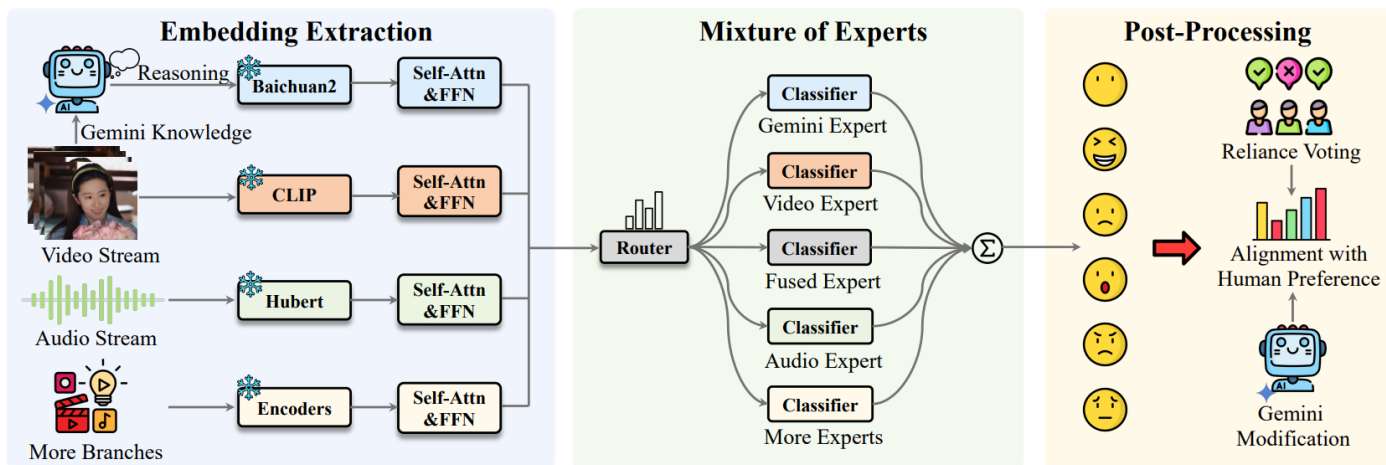 Embedding Extraction
Reasoning
Baichuan2
Self-Attn
&FFN
AI
Gemini Knowledge
CLIP
Self-Attn
&FFN
Video Stream
Hubert
Self-Attn
&FFN
Audio Stream
Encoders
Self-Attn
&FFN
More Branches
Mixture of Experts
Router
Classifier
Gemini Expert
Classifier
Video Expert
Classifier
Fused Expert
Classifier
Audio Expert
Classifier
More Experts
Σ
Post-Processing
Reliance Voting
Alignment with
Human Preference
AI
Gemini
Modification